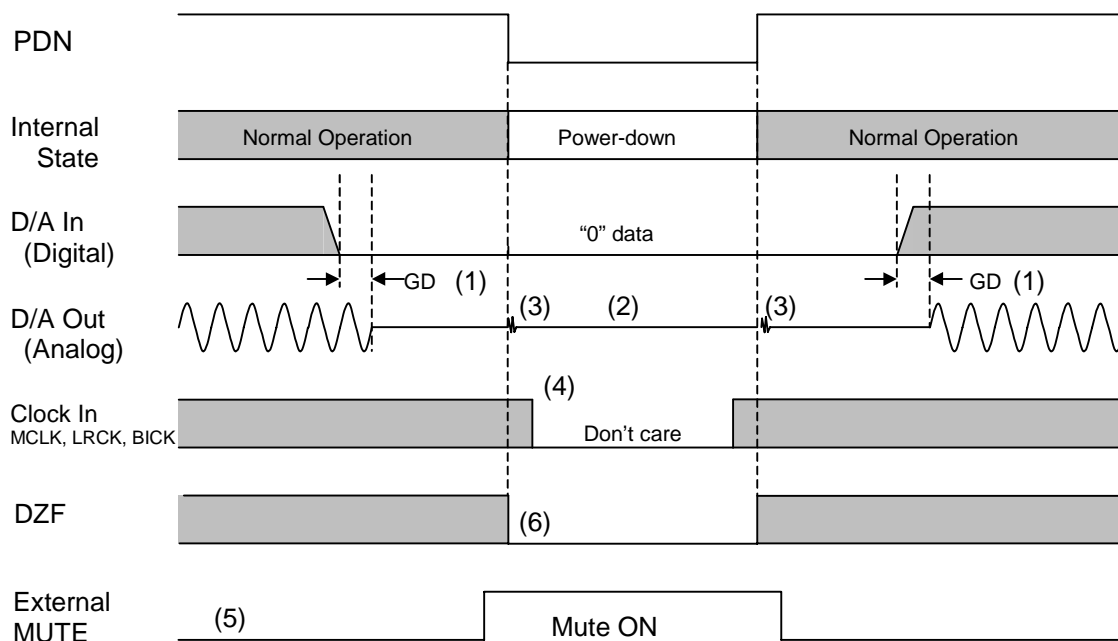 PDN
Internal
State
Normal Operation
Power-down
Normal Operation
D/A In
(Digital)
“0” data
GD (1)
GD (1)
D/A Out
(Analog)
(3)
(2)
(3)
Clock In
MCLK, LRCK, BICK
(4)
Don’t care
DZF
(6)
External
MUTE
(5)
Mute ON